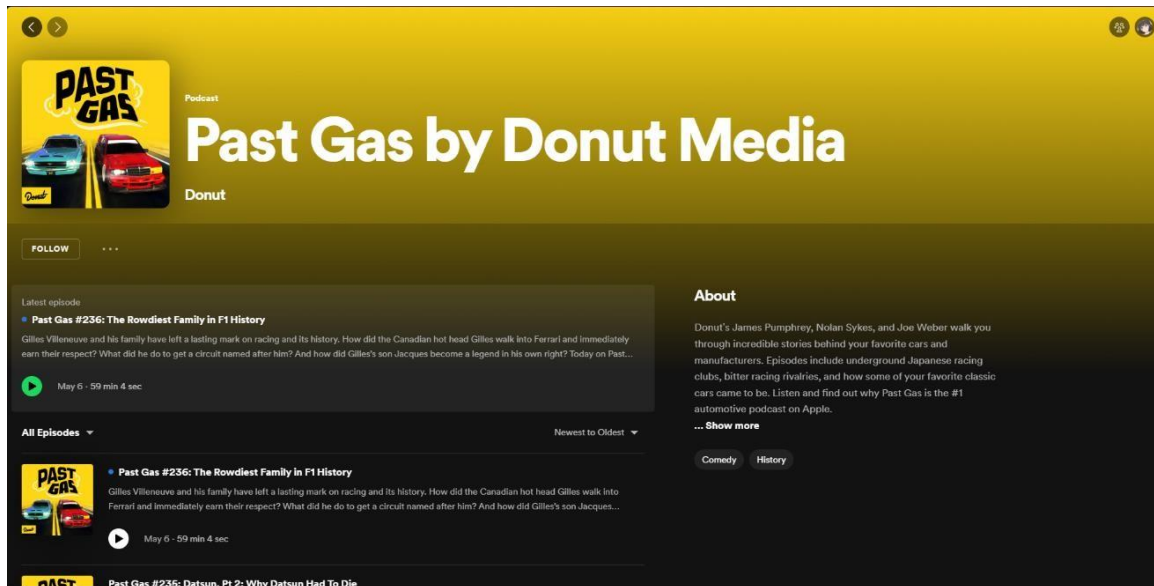 PAST
GAS
Donut
Podcast
Past Gas by Donut Media
Donut
FOLLOW
...
Latest episode
Past Gas #236: The Rowdiest Family in F1 History
Gilles Villeneuve and his family have left a lasting mark on racing and its history. How did the Canadian hot head Gilles walk into Ferrari and immediately
earn their respect? What did he do to get a circuit named after him? And how did Gilles's son Jacques become a legend in his own right? Today on Past...
May 6 · 59 min 4 sec
About
Donut's James Pumphrey, Nolan Sykes, and Joe Weber walk you
through incredible stories behind your favorite cars and
manufacturers. Episodes include underground Japanese racing
clubs, bitter racing rivalries, and how some of your favorite classic
cars came to be. Listen and find out why Past Gas is the #1
automotive podcast on Apple.
... Show more
Comedy History
All Episodes
Newest to Oldest
PAST
GAS
Donut
Past Gas #236: The Rowdiest Family in F1 History
Gilles Villeneuve and his family have left a lasting mark on racing and its history. How did the Canadian hot head Gilles walk into
Ferrari and immediately earn their respect? What did he do to get a circuit named after him? And how did Gilles's son Jacques...
May 6 · 59 min 4 sec
PAST
Past Gas #235: Datsun, Pt 2: Why Datsun Had To Die